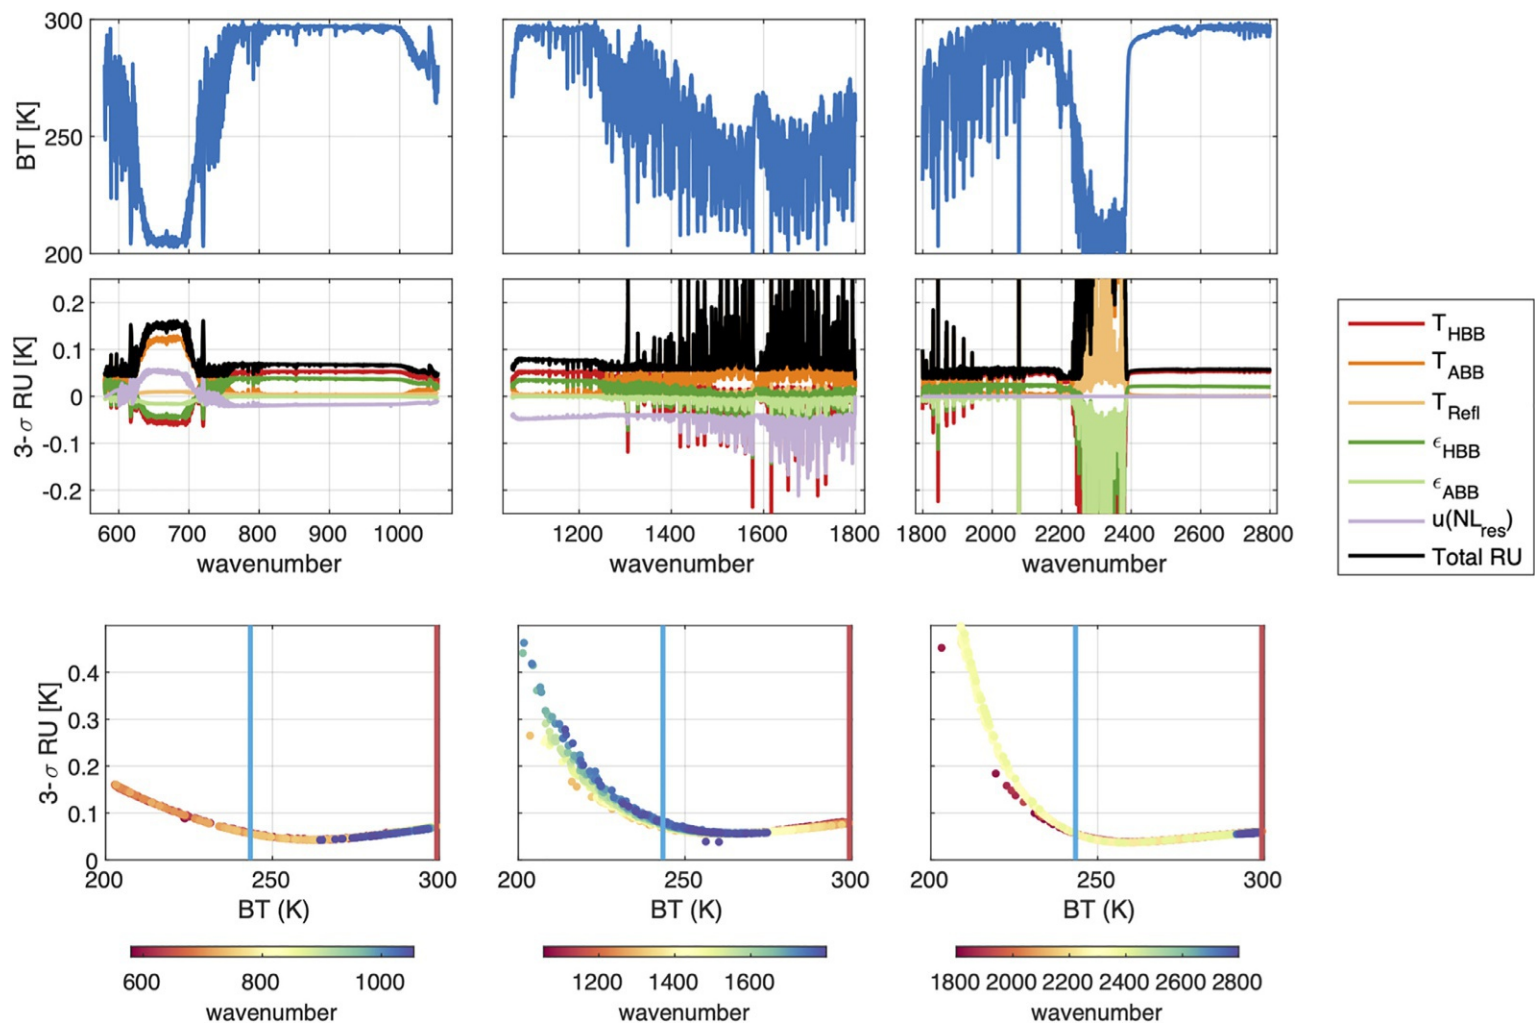 300
250
200
BT [K]
0.2
0.1
0
-0.1
-0.2
3-σ RU [K]
600 700 800 900 1000
wavenumber
1200 1400 1600 1800
wavenumber
1800 2000 2200 2400 2600 2800
wavenumber
T_HBB
T_ABB
T_Refl
ϵ_HBB
ϵ_ABB
u(NL_res)
Total RU
0.4
0.3
0.2
0.1
0
3-σ RU [K]
200 250 300
BT (K)
200 250 300
BT (K)
200 250 300
BT (K)
600 800 1000
wavenumber
1200 1400 1600
wavenumber
1800 2000 2200 2400 2600 2800
wavenumber